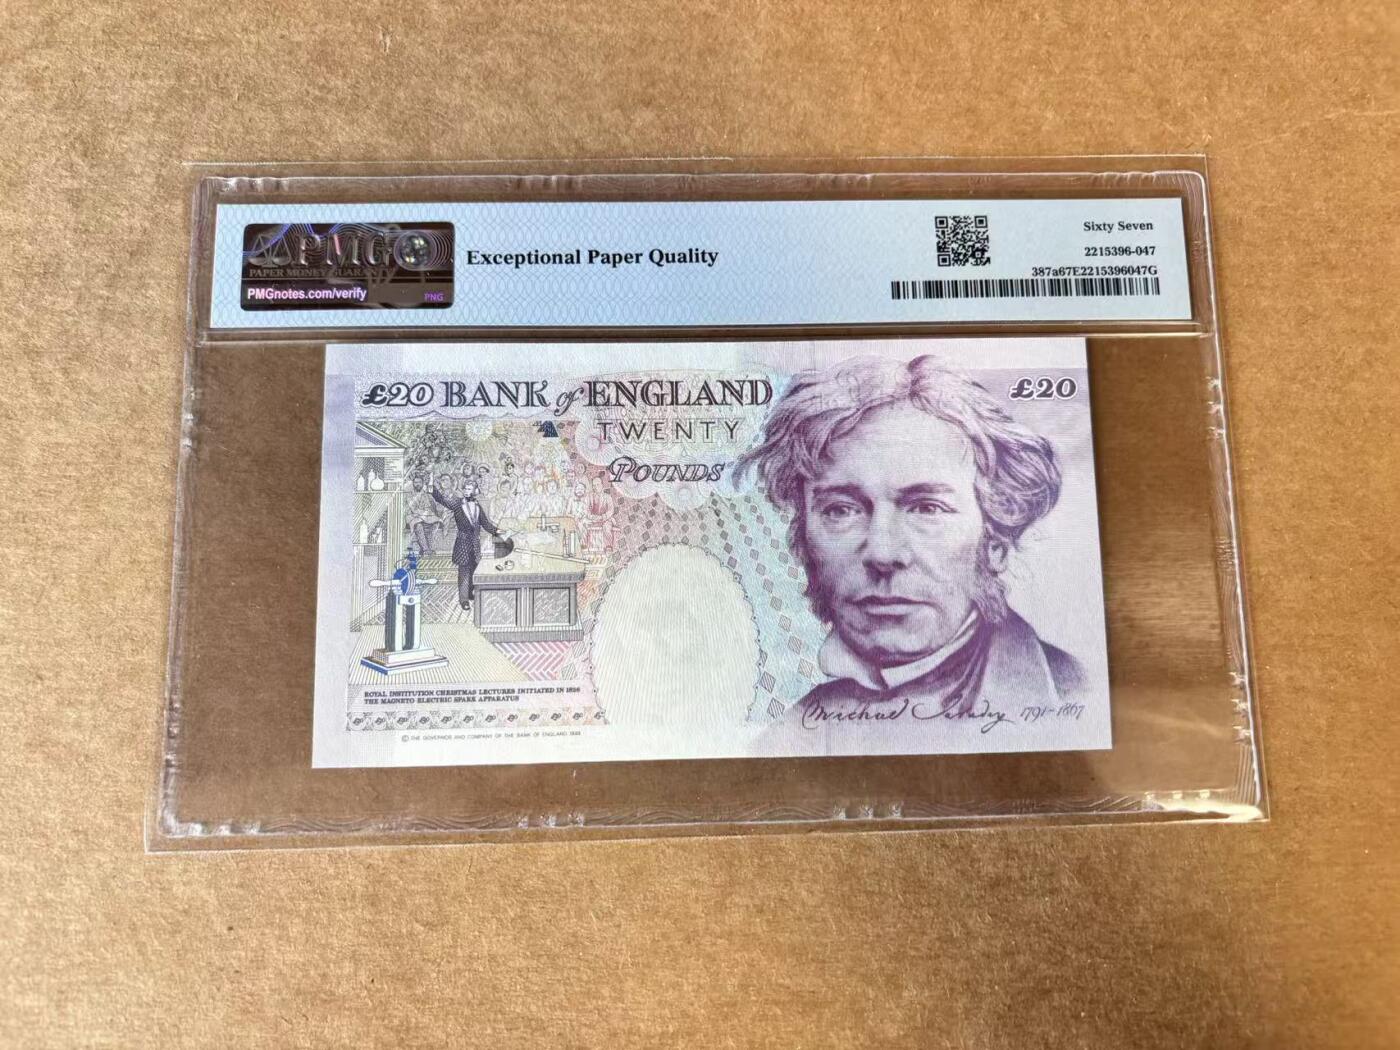 PMG
PAPER MONEY GUARANTY
PMGnotes.com/verify
PNG
Exceptional Paper Quality
Sixty Seven
2215396-047
387a67E2215396047G
£20 BANK of ENGLAND
£20
TWENTY
POUNDS
ROYAL INSTITUTION CHRISTMAS LECTURES INITIATED IN 1826
THE MAGNETO ELECTRIC SPARK APPARATUS
© THE GOVERNOR AND COMPANY OF THE BANK OF ENGLAND
Michael Faraday 1791-1867